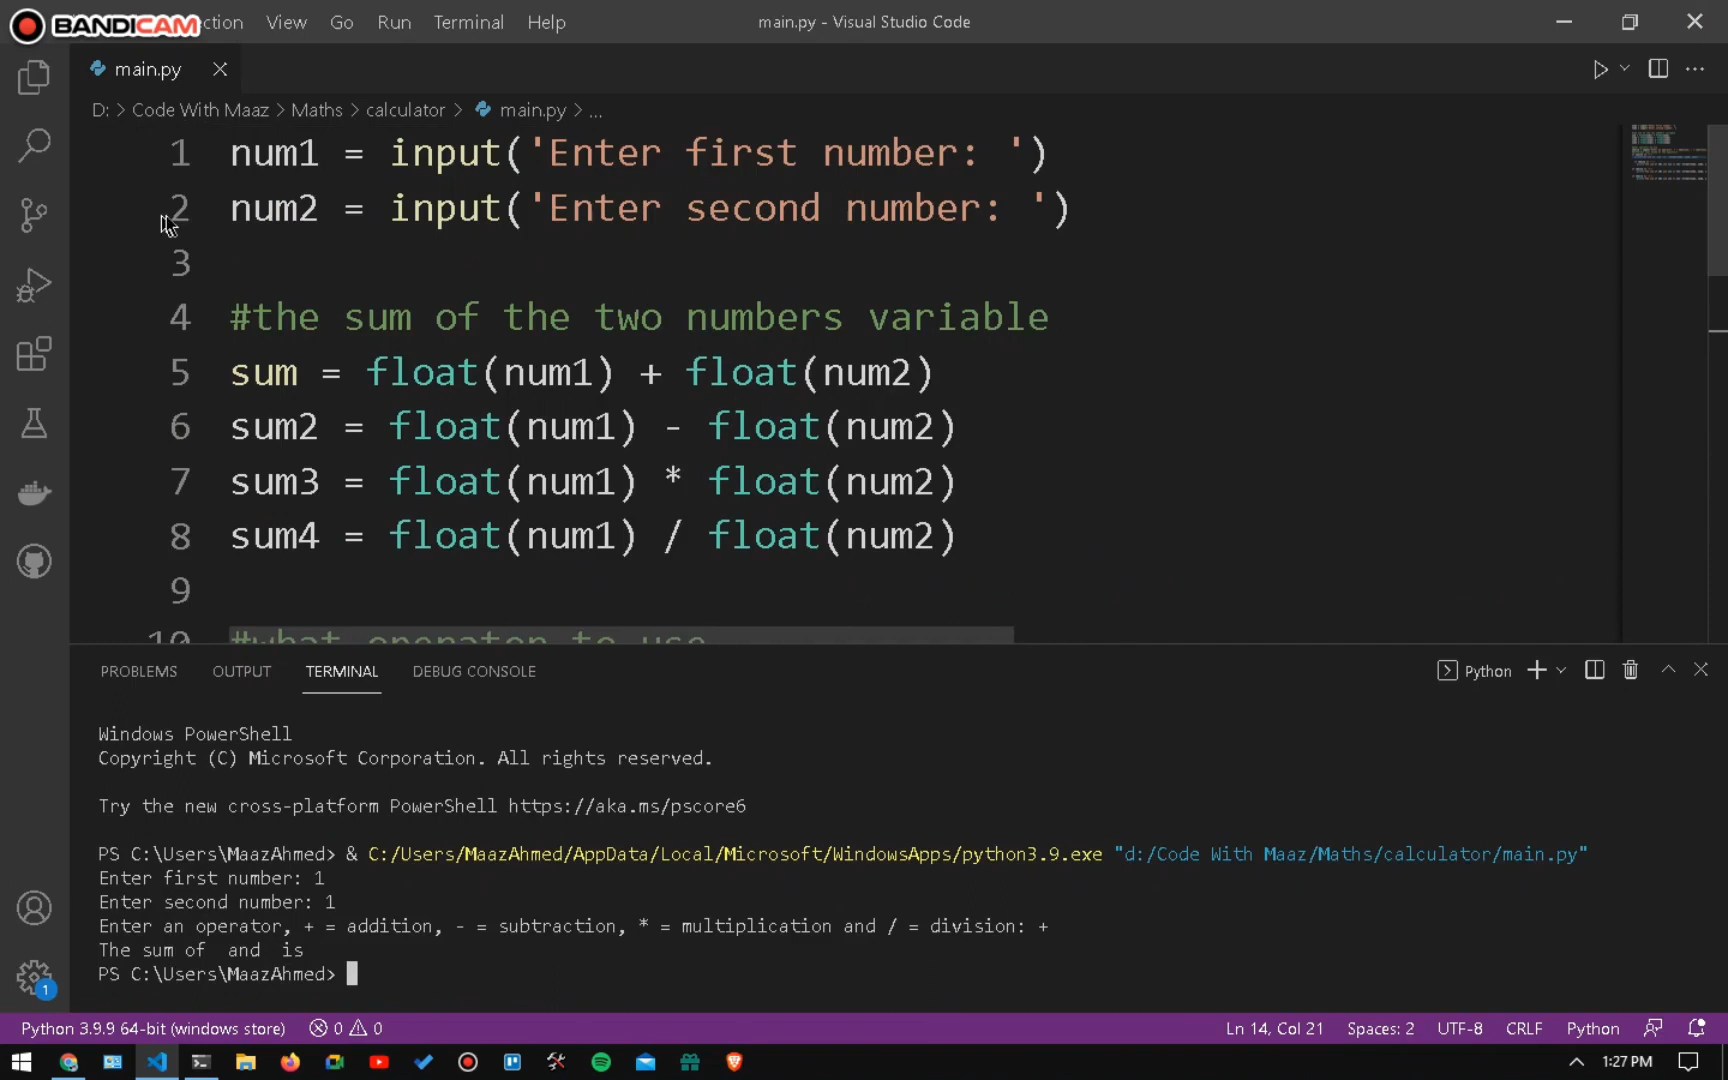 BANDICAM
ction View Go Run Terminal Help main.py - Visual Studio Code
main.py
D: > Code With Maaz > Maths > calculator > main.py > ...
1 num1 = input('Enter first number: ')
2 num2 = input('Enter second number: ')
3
4 #the sum of the two numbers variable
5 sum = float(num1) + float(num2)
6 sum2 = float(num1) - float(num2)
7 sum3 = float(num1) * float(num2)
8 sum4 = float(num1) / float(num2)
9
10 #what operator to use
PROBLEMS OUTPUT TERMINAL DEBUG CONSOLE Python
Windows PowerShell
Copyright (C) Microsoft Corporation. All rights reserved.
Try the new cross-platform PowerShell https://aka.ms/pscore6
PS C:\Users\MaazAhmed> & C:/Users/MaazAhmed/AppData/Local/Microsoft/WindowsApps/python3.9.exe "d:/Code With Maaz/Maths/calculator/main.py"
Enter first number: 1
Enter second number: 1
Enter an operator, + = addition, - = subtraction, * = multiplication and / = division: +
The sum of  and  is
PS C:\Users\MaazAhmed>
1
Python 3.9.9 64-bit (windows store) 0 0 Ln 14, Col 21 Spaces: 2 UTF-8 CRLF Python
1:27 PM